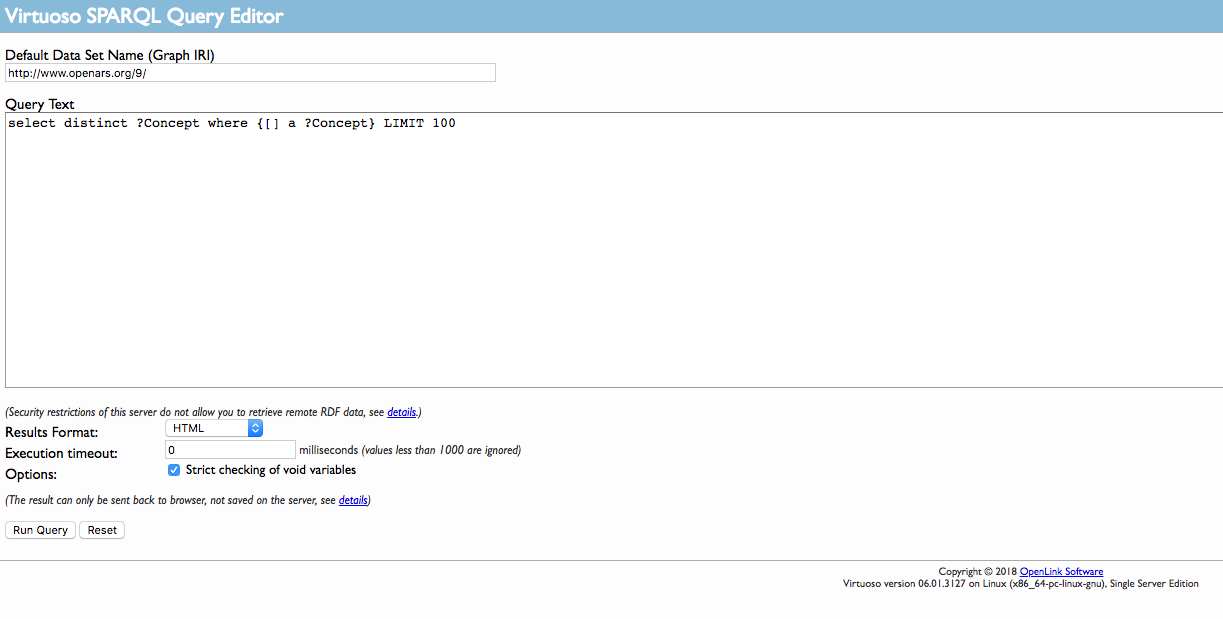 Virtuoso SPARQL Query Editor
Default Data Set Name (Graph IRI)
http://www.openars.org/9/
Query Text
select distinct ?Concept where {[] a ?Concept} LIMIT 100
(Security restrictions of this server do not allow you to retrieve remote RDF data, see details.)
Results Format: HTML
Execution timeout: 0 milliseconds (values less than 1000 are ignored)
Options: Strict checking of void variables
(The result can only be sent back to browser, not saved on the server, see details)
Run Query Reset
Copyright © 2018 OpenLink Software
Virtuoso version 06.01.3127 on Linux (x86_64-pc-linux-gnu), Single Server Edition